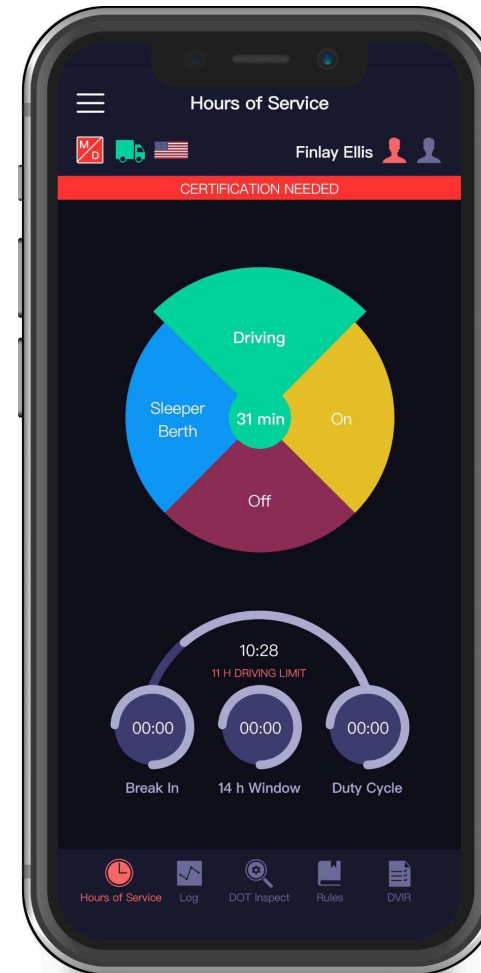 Hours of Service
M/D
Finlay Ellis
CERTIFICATION NEEDED
Driving
Sleeper
Berth
31 min
On
Off
10:28
11 H DRIVING LIMIT
00:00
00:00
00:00
Break In
14 h Window
Duty Cycle
Hours of Service
Log
DOT Inspect
Rules
DVIR